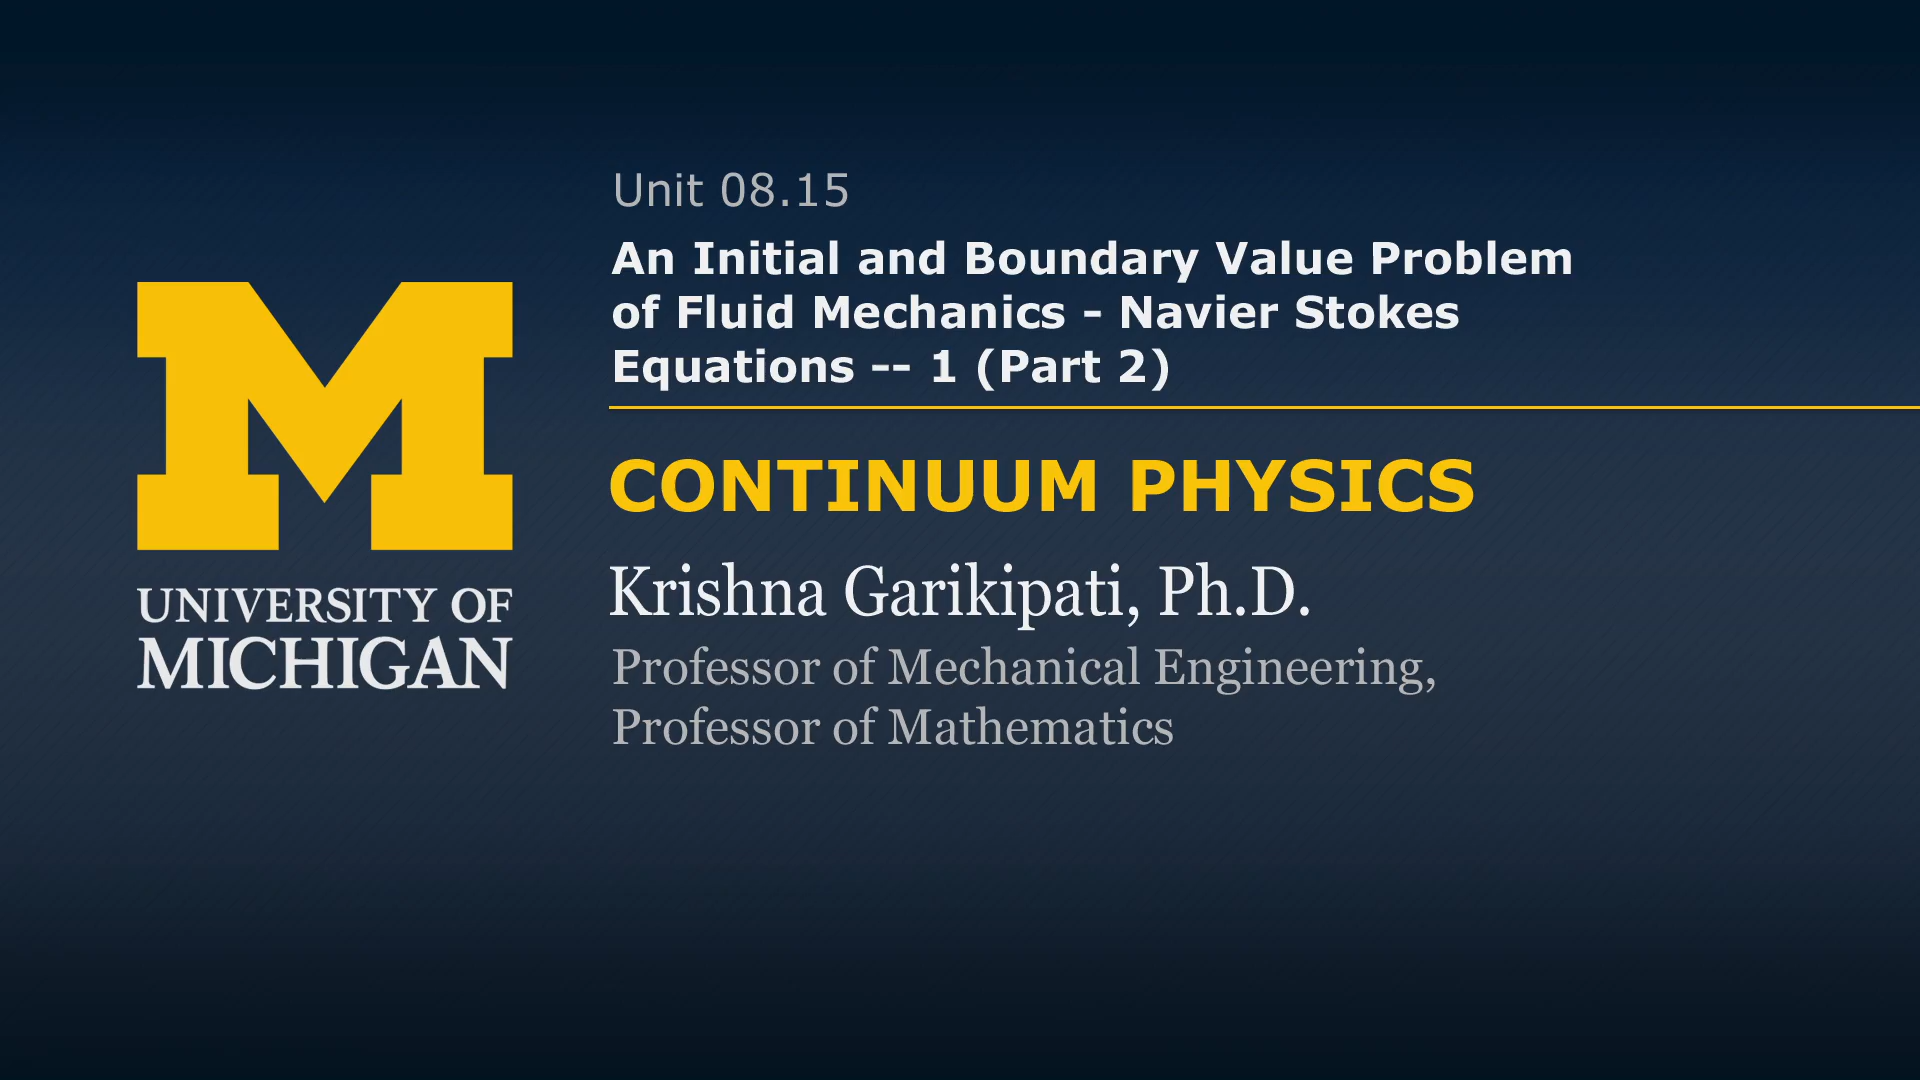 Unit 08.15
An Initial and Boundary Value Problem
of Fluid Mechanics - Navier Stokes
Equations -- 1 (Part 2)
CONTINUUM PHYSICS
Krishna Garikipati, Ph.D.
Professor of Mechanical Engineering,
Professor of Mathematics
M
UNIVERSITY OF
MICHIGAN